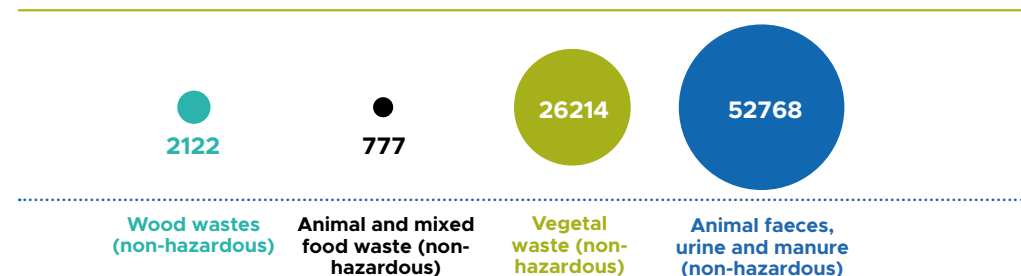 2122
777
26214
52768
Wood wastes
(non-hazardous)
Animal and mixed
food waste (non-
hazardous)
Vegetal
waste (non-
hazardous)
Animal faeces,
urine and manure
(non-hazardous)